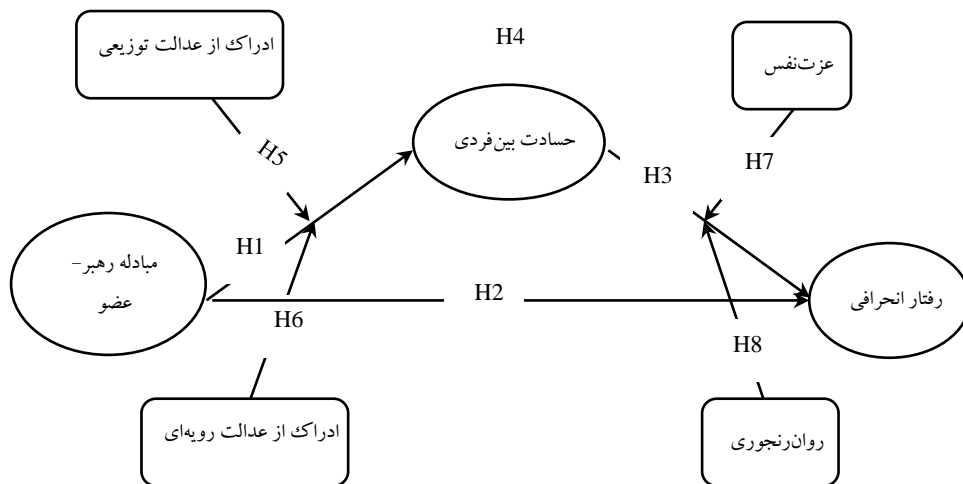 H4
ادراک از عدالت توزیعی
عزت‌نفس
حسادت بین‌فردی
H5
H7
H3
H1
مبادله رهبر–
عضو
H2
رفتار انحرافی
H6
H8
ادراک از عدالت رویه‌ای
روان‌رنجوری